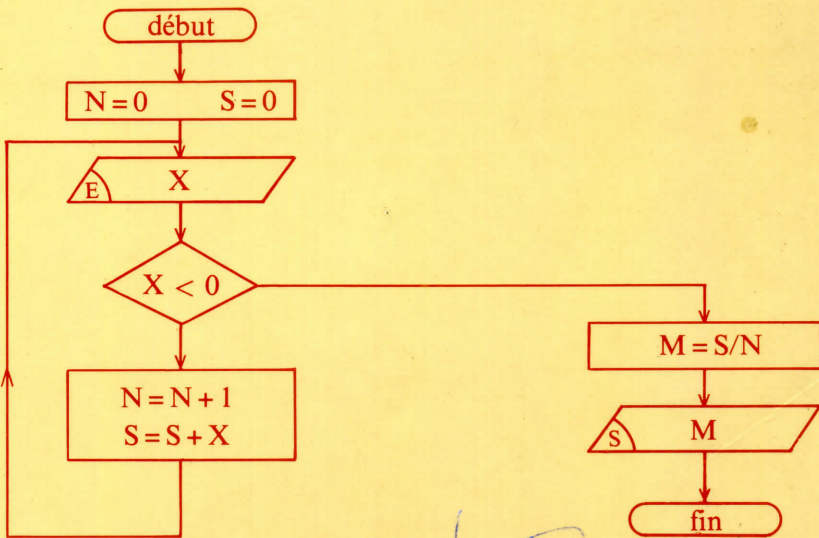 début
N = 0 S = 0
E X
X < 0
N = N + 1
S = S + X
M = S/N
S M
fin